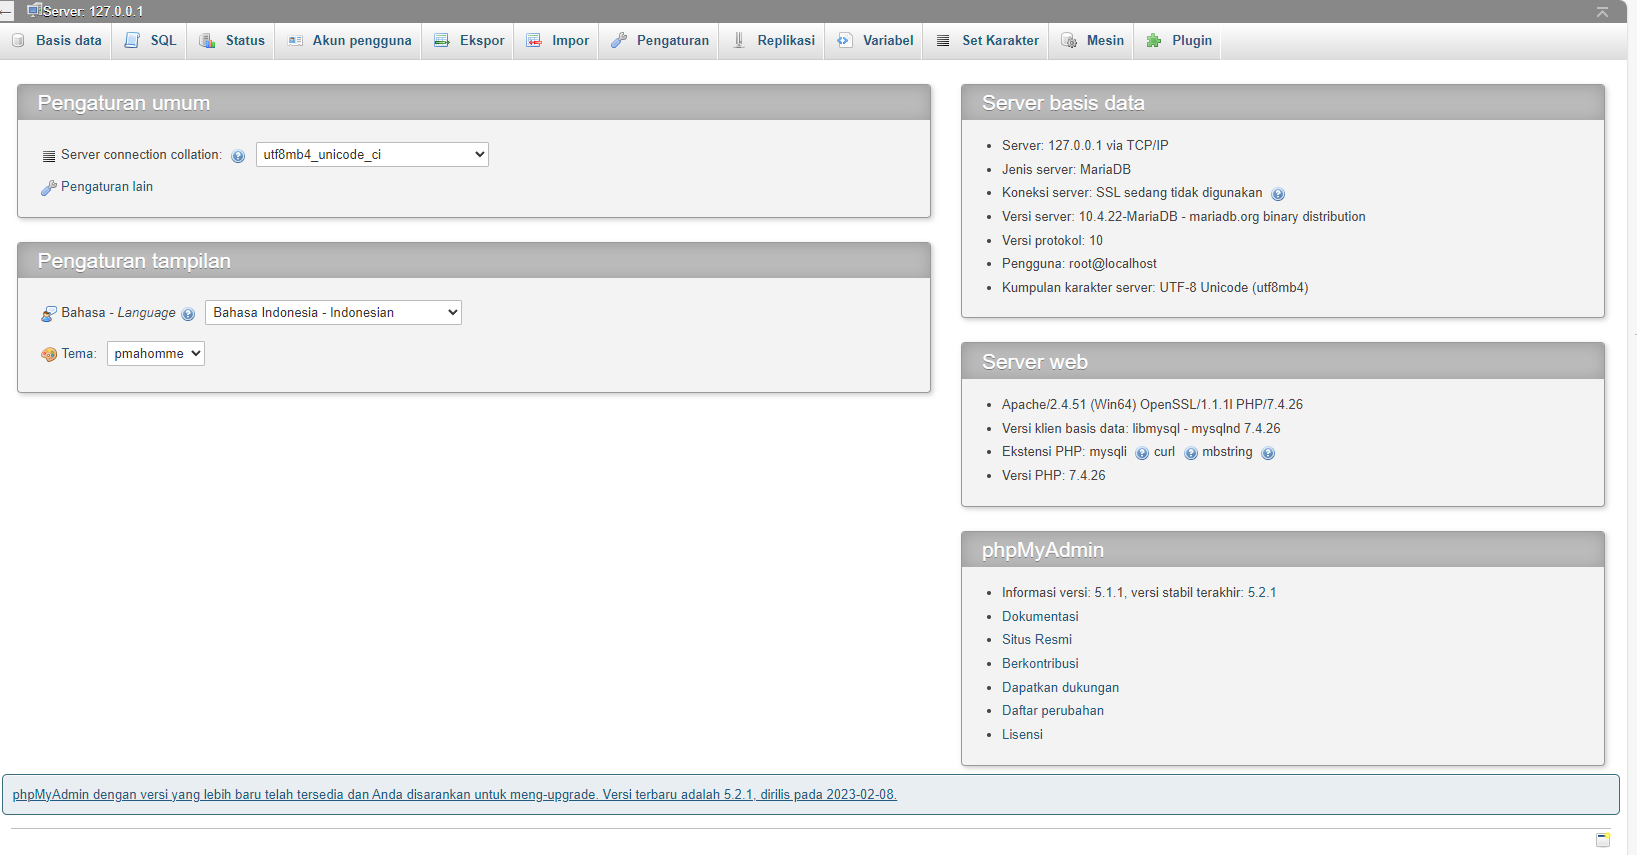 Server: 127.0.0.1
Basis data SQL Status Akun pengguna Ekspor Impor Pengaturan Replikasi Variabel Set Karakter Mesin Plugin
Pengaturan umum
Server connection collation: utf8mb4_unicode_ci
Pengaturan lain
Pengaturan tampilan
Bahasa - Language Bahasa Indonesia - Indonesian
Tema: pmahomme
Server basis data
Server: 127.0.0.1 via TCP/IP
Jenis server: MariaDB
Koneksi server: SSL sedang tidak digunakan
Versi server: 10.4.22-MariaDB - mariadb.org binary distribution
Versi protokol: 10
Pengguna: root@localhost
Kumpulan karakter server: UTF-8 Unicode (utf8mb4)
Server web
Apache/2.4.51 (Win64) OpenSSL/1.1.1l PHP/7.4.26
Versi klien basis data: libmysql - mysqlnd 7.4.26
Ekstensi PHP: mysqli curl mbstring
Versi PHP: 7.4.26
phpMyAdmin
Informasi versi: 5.1.1, versi stabil terakhir: 5.2.1
Dokumentasi
Situs Resmi
Berkontribusi
Dapatkan dukungan
Daftar perubahan
Lisensi
phpMyAdmin dengan versi yang lebih baru telah tersedia dan Anda disarankan untuk meng-upgrade. Versi terbaru adalah 5.2.1, dirilis pada 2023-02-08.